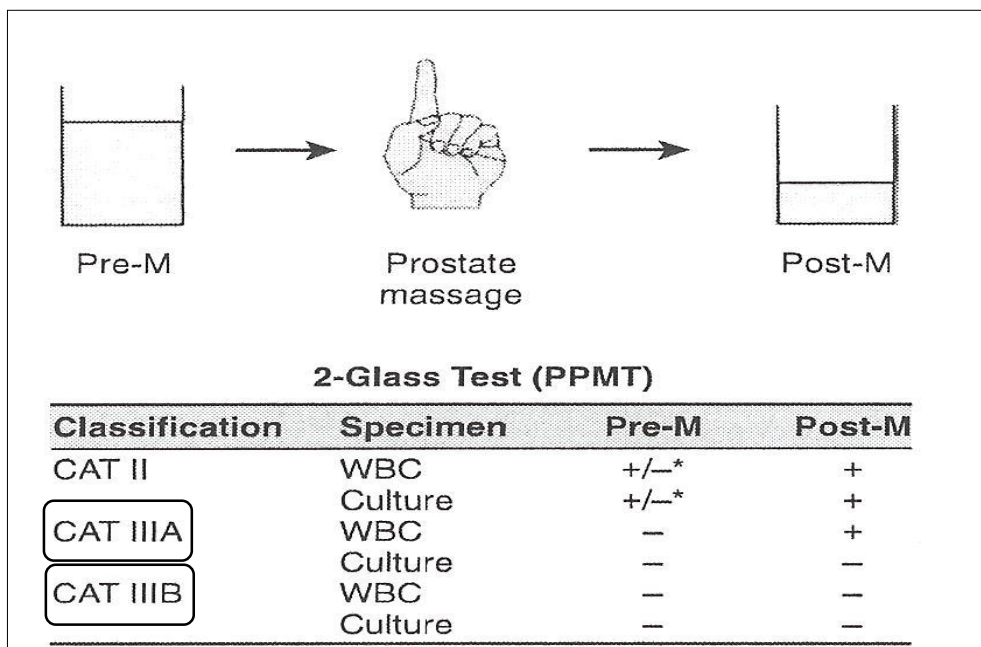 Pre-M
Prostate
massage
Post-M
2-Glass Test (PPMT)
Classification Specimen Pre-M Post-M
CAT II WBC +/–* +
Culture +/–* +
CAT IIIA WBC – +
Culture – –
CAT IIIB WBC – –
Culture – –